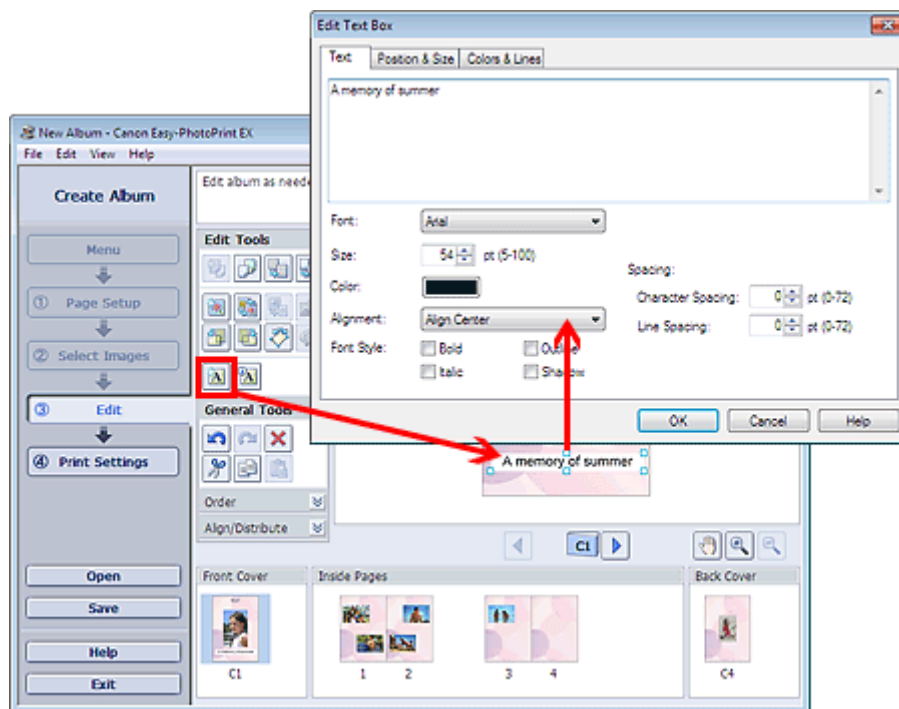 Edit Text Box
Text
Position & Size
Colors & Lines
A memory of summer
Font:
Arial
Size:
54
pt (5-100)
Color:
Alignment:
Align Center
Font Style:
Bold
Italic
Outline
Shadow
Spacing:
Character Spacing:
0
pt (0-72)
Line Spacing:
0
pt (0-72)
OK
Cancel
Help
New Album - Canon Easy-PhotoPrint EX
File Edit View Help
Create Album
Menu
① Page Setup
② Select Images
③ Edit
④ Print Settings
Open
Save
Help
Exit
Edit album as neede
Edit Tools
A
A
General Tools
Order
Align/Distribute
A memory of summer
C1
Front Cover
C1
Inside Pages
1
2
3
4
Back Cover
C4